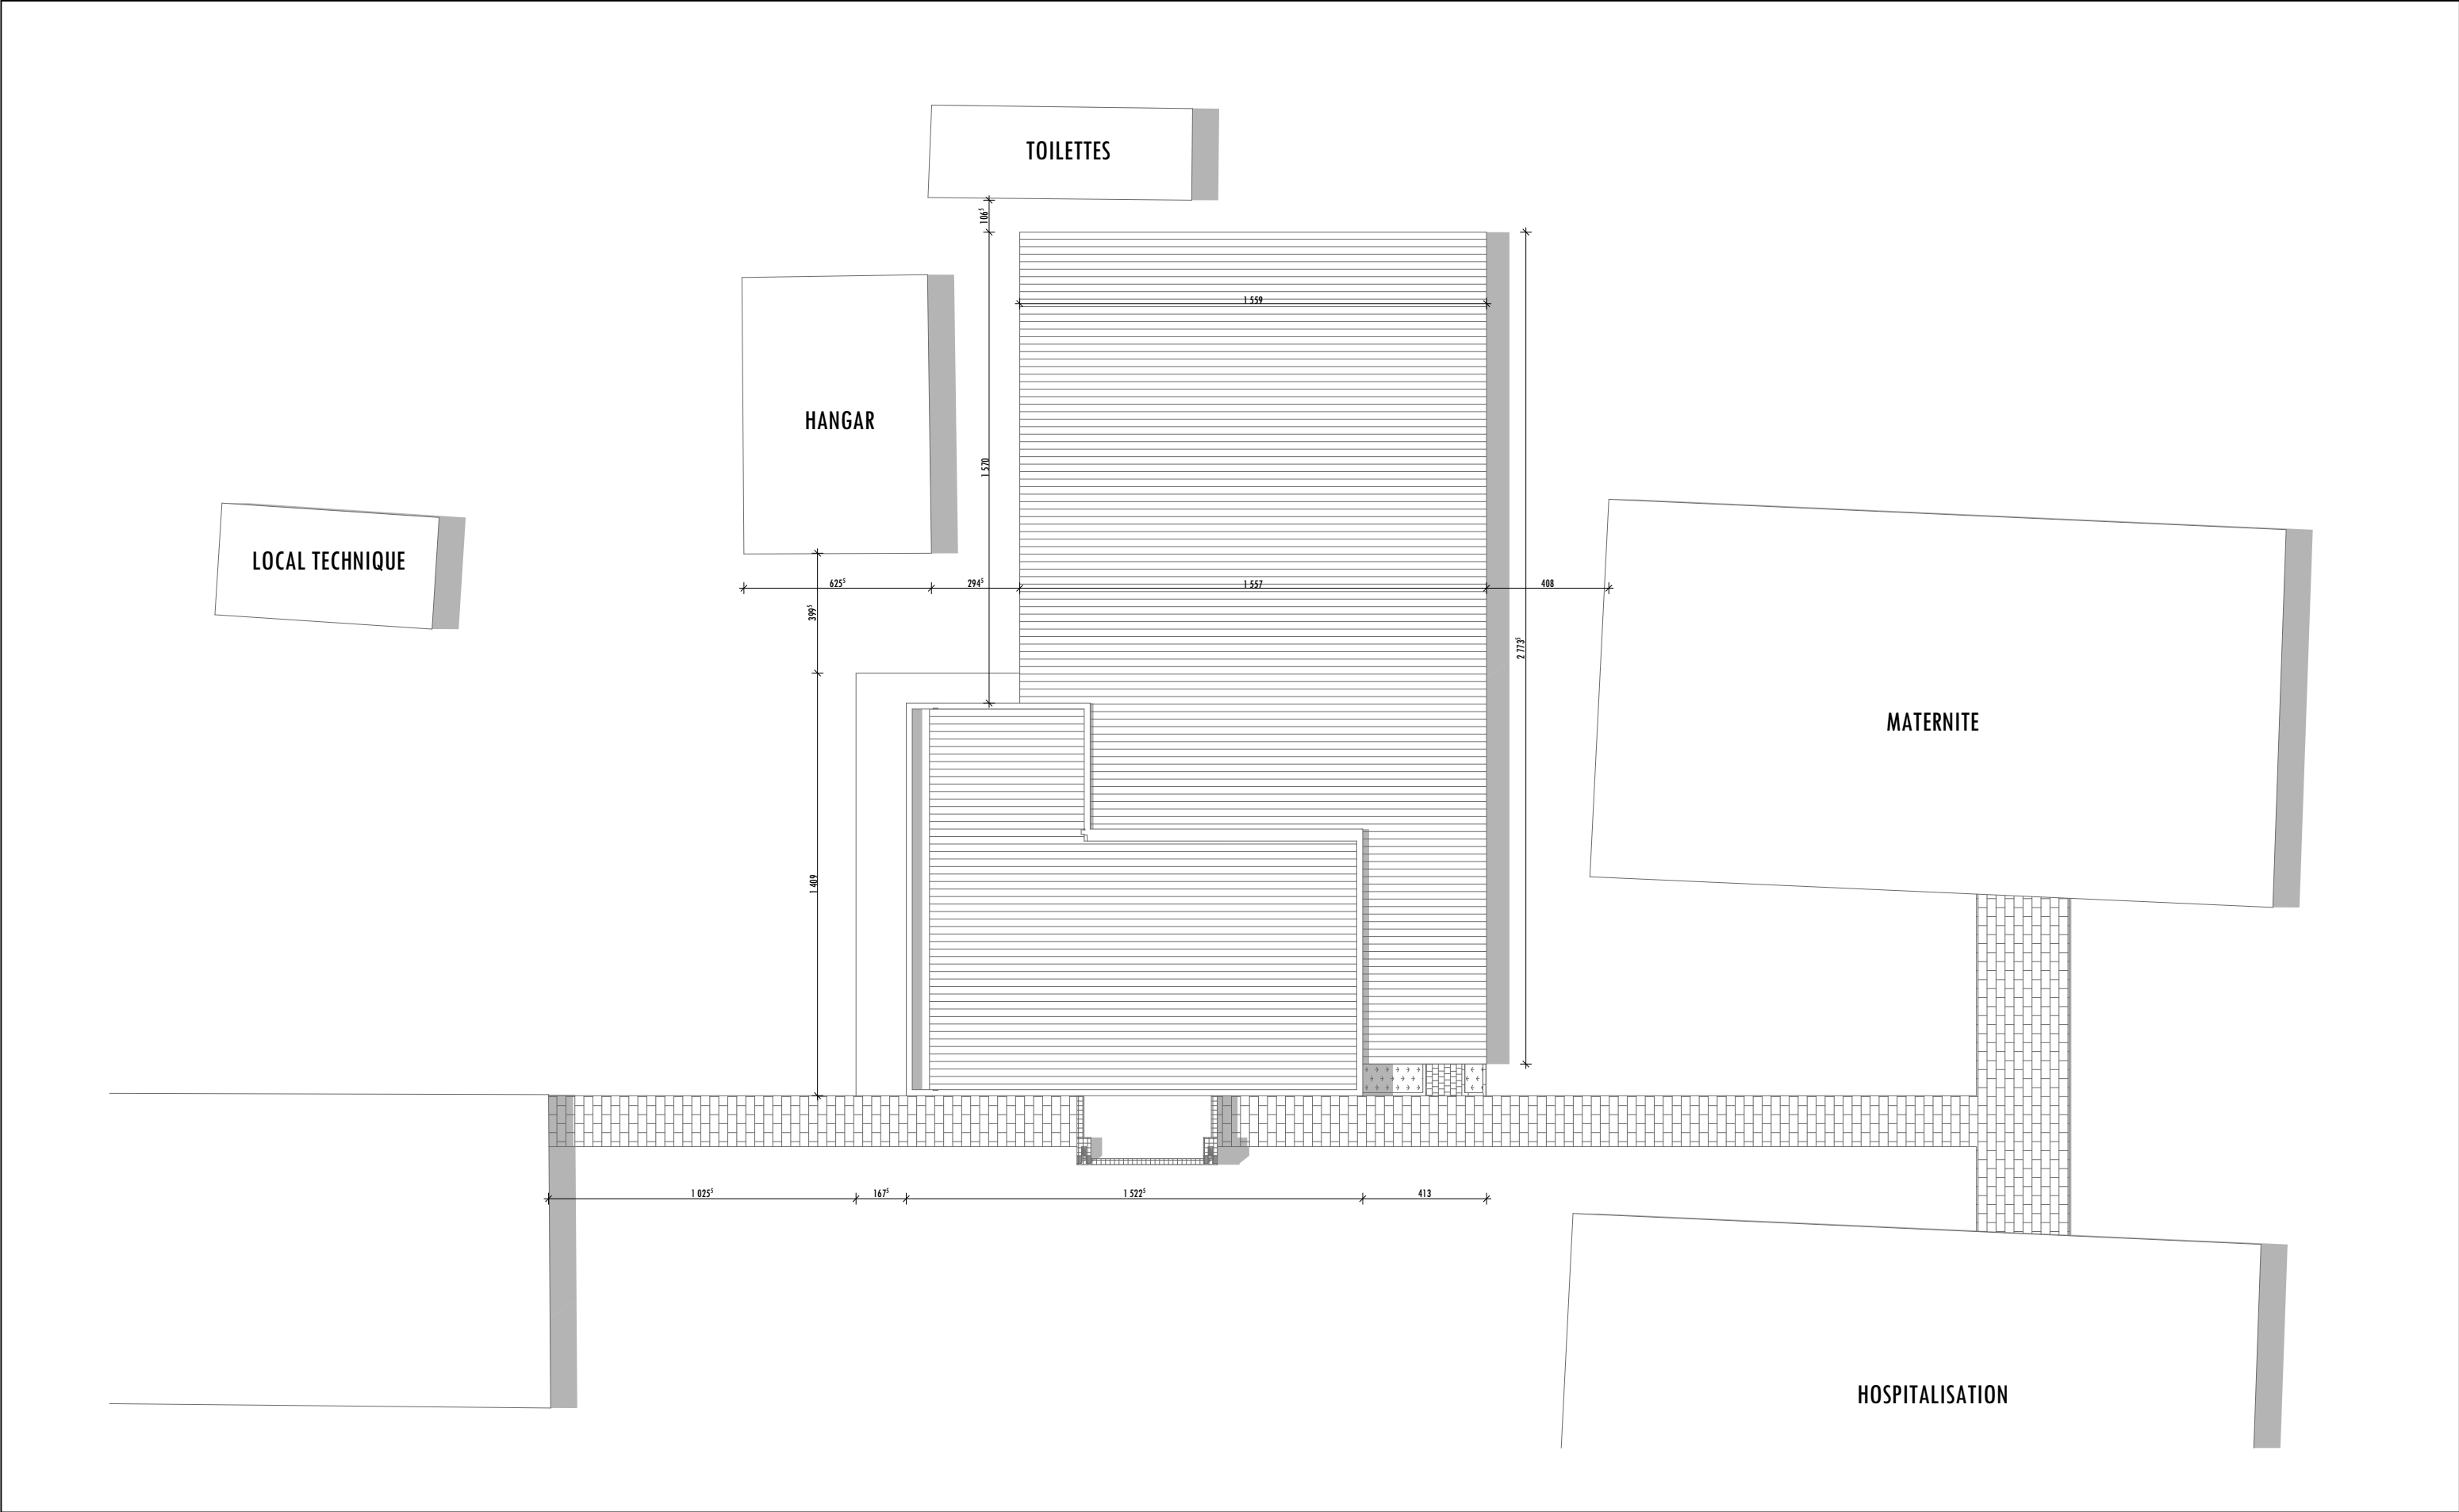 TOILETTES
106⁵
1 559
HANGAR
1 570
LOCAL TECHNIQUE
625⁵
294⁵
1 557
408
399⁵
2 773⁵
MATERNITE
1 409
1 025⁵
167⁵
1 522⁵
413
HOSPITALISATION